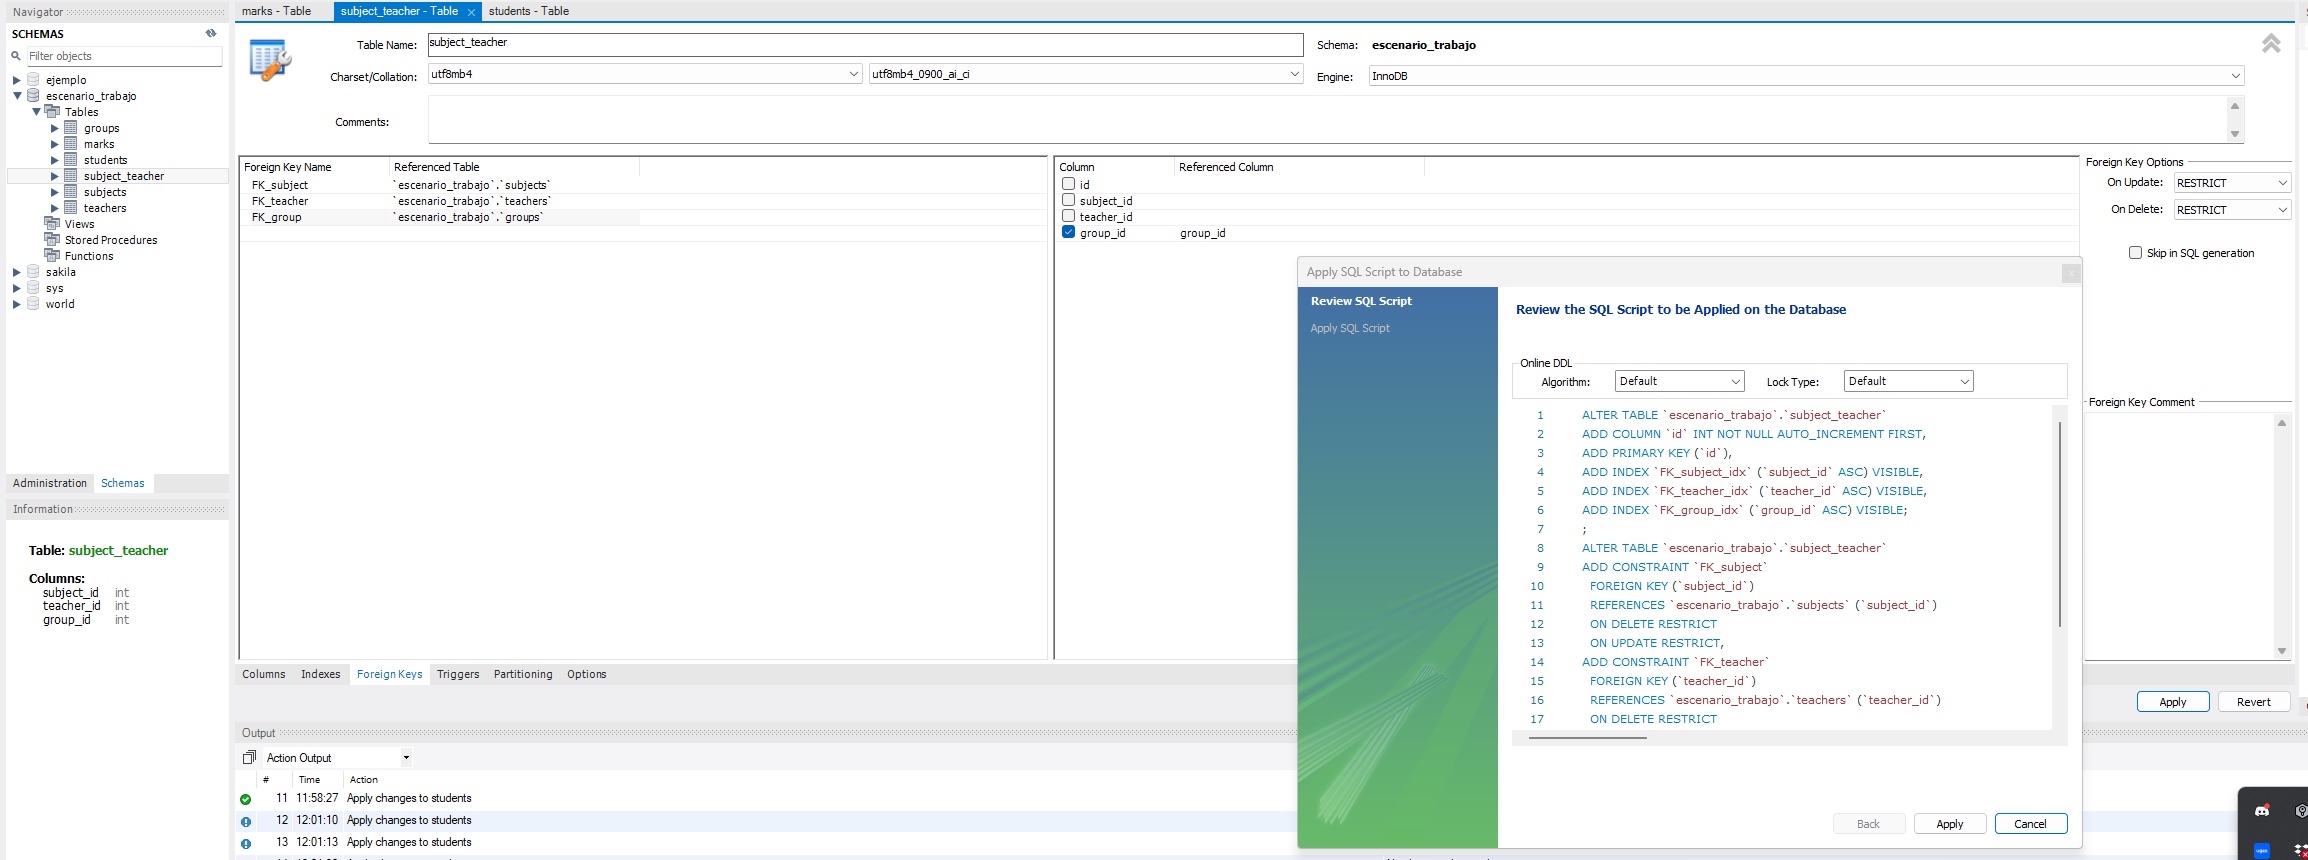 Navigator
SCHEMAS
Filter objects
ejemplo
escenario_trabajo
Tables
groups
marks
students
subject_teacher
subjects
teachers
Views
Stored Procedures
Functions
sakila
sys
world
Administration Schemas
Information
Table: subject_teacher
Columns:
subject_id int
teacher_id int
group_id int
marks - Table subject_teacher - Table students - Table
Table Name: subject_teacher Schema: escenario_trabajo
Charset/Collation: utf8mb4 utf8mb4_0900_ai_ci Engine: InnoDB
Comments:
Foreign Key Name Referenced Table
FK_subject `escenario_trabajo`.`subjects`
FK_teacher `escenario_trabajo`.`teachers`
FK_group `escenario_trabajo`.`groups`
Column Referenced Column
id
subject_id
teacher_id
group_id group_id
Foreign Key Options
On Update: RESTRICT
On Delete: RESTRICT
Skip in SQL generation
Foreign Key Comment
Apply SQL Script to Database
Review SQL Script
Apply SQL Script
Review the SQL Script to be Applied on the Database
Online DDL
Algorithm: Default Lock Type: Default
1 ALTER TABLE `escenario_trabajo`.`subject_teacher`
2 ADD COLUMN `id` INT NOT NULL AUTO_INCREMENT FIRST,
3 ADD PRIMARY KEY (`id`),
4 ADD INDEX `FK_subject_idx` (`subject_id` ASC) VISIBLE,
5 ADD INDEX `FK_teacher_idx` (`teacher_id` ASC) VISIBLE,
6 ADD INDEX `FK_group_idx` (`group_id` ASC) VISIBLE;
7 ;
8 ALTER TABLE `escenario_trabajo`.`subject_teacher`
9 ADD CONSTRAINT `FK_subject`
10 FOREIGN KEY (`subject_id`)
11 REFERENCES `escenario_trabajo`.`subjects` (`subject_id`)
12 ON DELETE RESTRICT
13 ON UPDATE RESTRICT,
14 ADD CONSTRAINT `FK_teacher`
15 FOREIGN KEY (`teacher_id`)
16 REFERENCES `escenario_trabajo`.`teachers` (`teacher_id`)
17 ON DELETE RESTRICT
Back Apply Cancel
Columns Indexes Foreign Keys Triggers Partitioning Options
Apply Revert
Output
Action Output
# Time Action
11 11:58:27 Apply changes to students
12 12:01:10 Apply changes to students
13 12:01:13 Apply changes to students